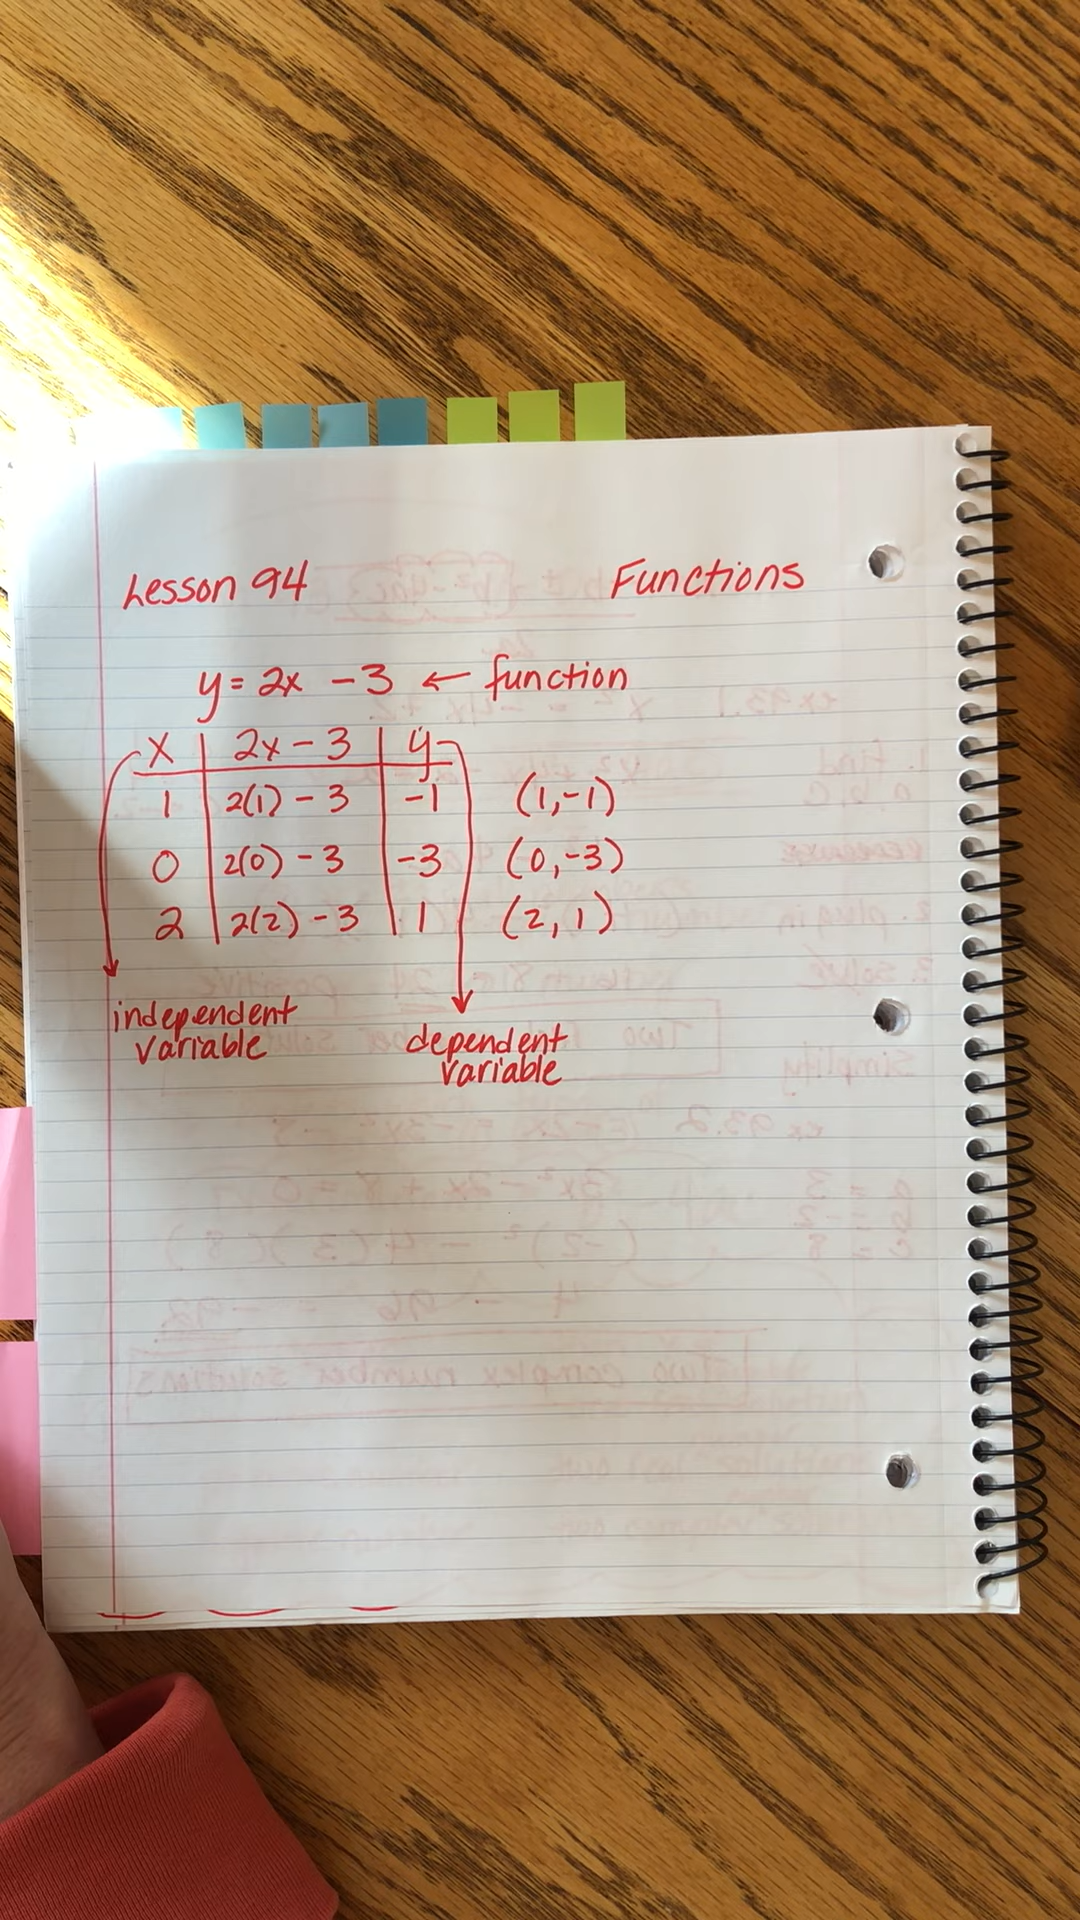 Lesson 94 Functions
y = 2x - 3 ← function
x | 2x - 3 | y
1 | 2(1) - 3 | -1 (1,-1)
0 | 2(0) - 3 | -3 (0,-3)
2 | 2(2) - 3 | 1 (2, 1)
independent
variable
dependent
variable